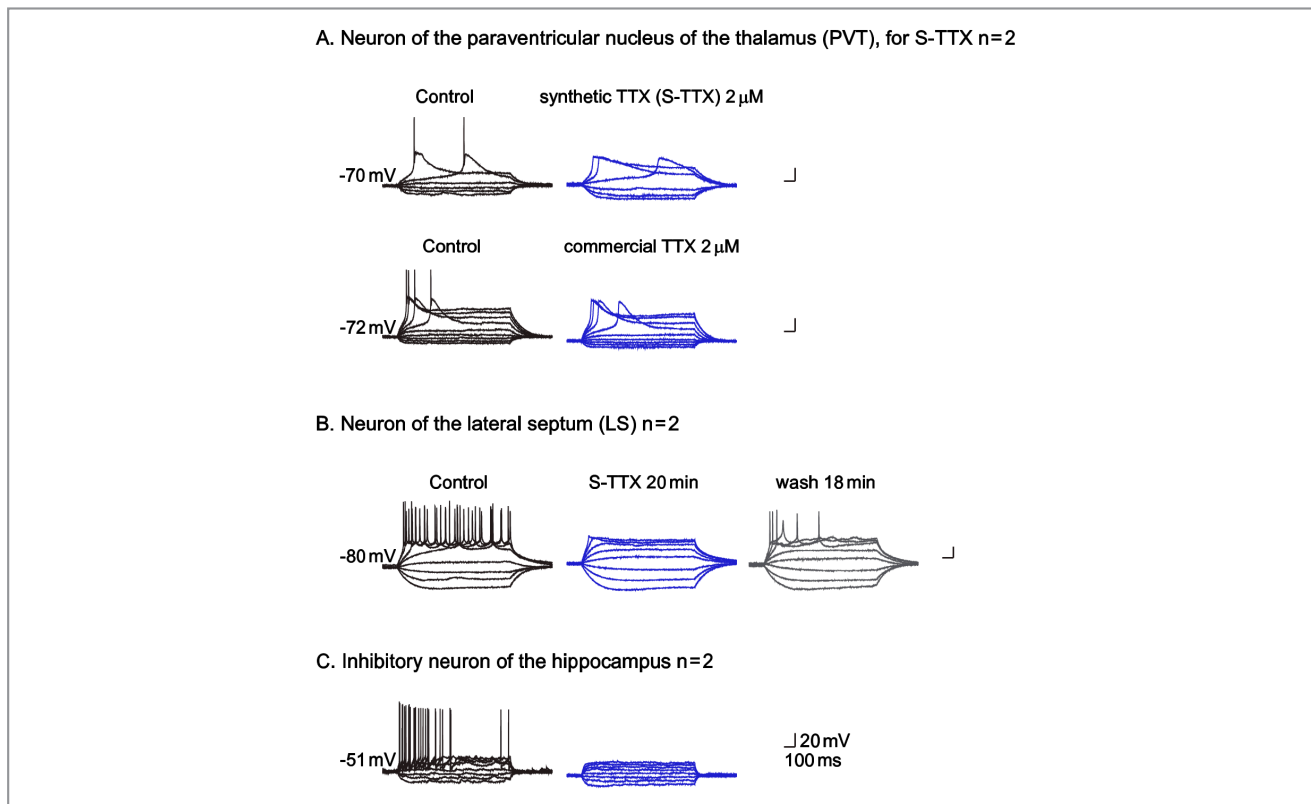 A. Neuron of the paraventricular nucleus of the thalamus (PVT), for S-TTX n=2
Control
synthetic TTX (S-TTX) 2 μM
-70 mV
Control
commercial TTX 2 μM
-72 mV
B. Neuron of the lateral septum (LS) n=2
Control
S-TTX 20 min
wash 18 min
-80 mV
C. Inhibitory neuron of the hippocampus n=2
-51 mV
20 mV
100 ms